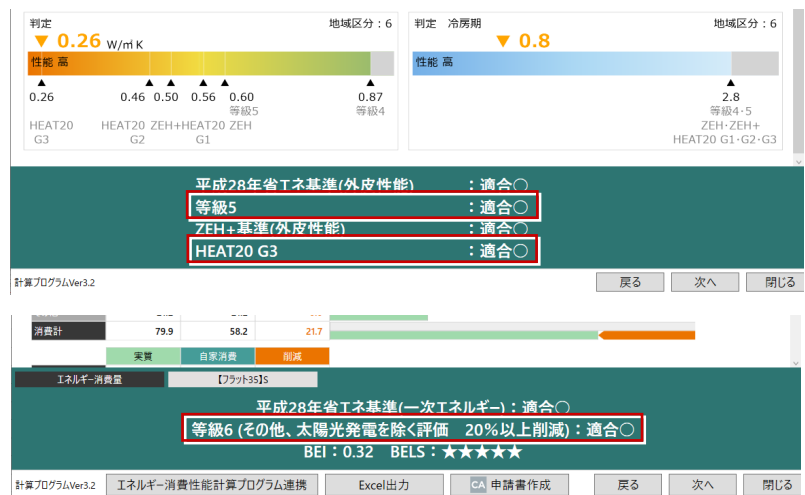 判定 地域区分：6
▼ 0.26 W/㎡K
性能 高
▲ ▲ ▲ ▲ ▲ ▲
0.26 0.46 0.50 0.56 0.60 0.87
等級5 等級4
HEAT20 HEAT20 ZEH+HEAT20 ZEH
G3 G2 G1
判定 冷房期 地域区分：6
▼ 0.8
性能 高
▲
2.8
等級4・5
ZEH・ZEH+
HEAT20 G1・G2・G3
平成28年省エネ基準(外皮性能) ：適合○
等級5 ：適合○
ZEH+基準(外皮性能) ：適合○
HEAT20 G3 ：適合○
計算プログラムVer3.2 戻る 次へ 閉じる
消費計 79.9 58.2 21.7
実質 自家消費 削減
エネルギー消費量 【フラット35】S
平成28年省エネ基準(一次エネルギー)：適合○
等級6 (その他、太陽光発電を除く評価 20%以上削減)：適合○
BEI：0.32 BELS：★★★★★
計算プログラムVer3.2 エネルギー消費性能計算プログラム連携 Excel出力 CA 申請書作成 戻る 次へ 閉じる